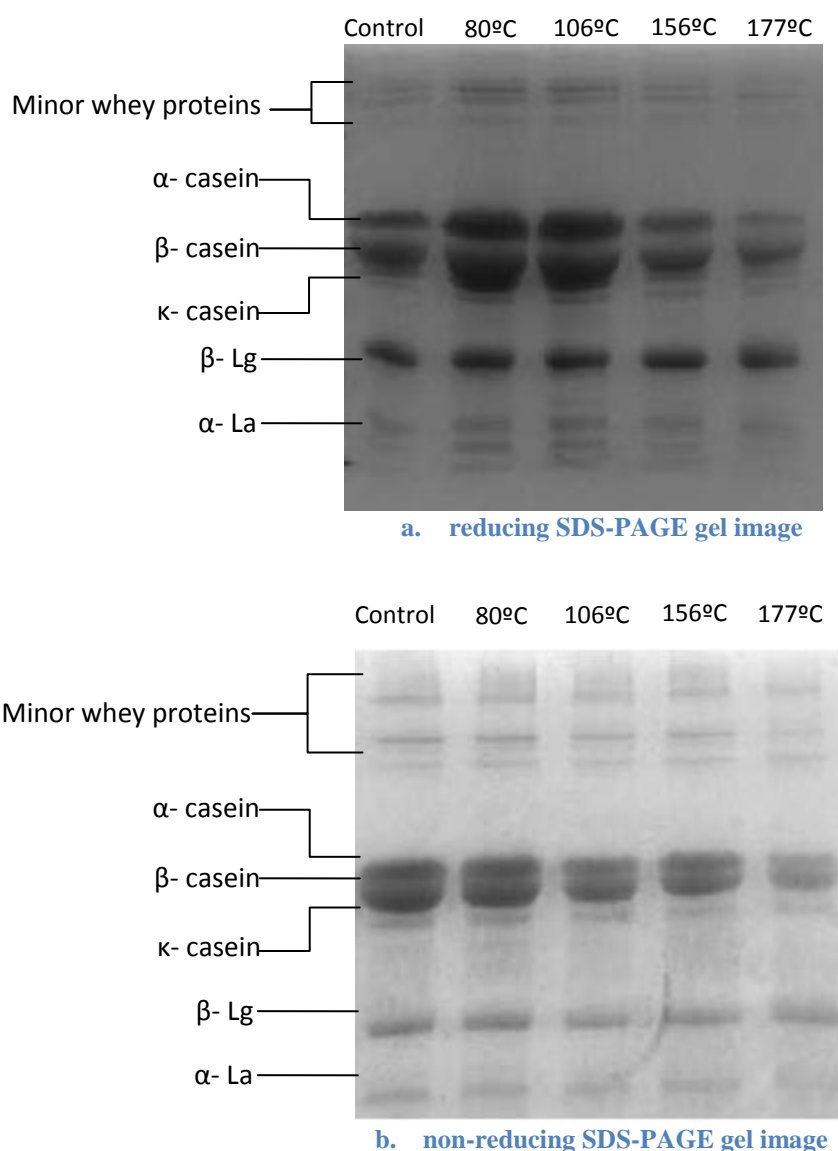 Control 80ºC 106ºC 156ºC 177ºC
Minor whey proteins
α- casein
β- casein
κ- casein
β- Lg
α- La
a. reducing SDS-PAGE gel image
Control 80ºC 106ºC 156ºC 177ºC
Minor whey proteins
α- casein
β- casein
κ- casein
β- Lg
α- La
b. non-reducing SDS-PAGE gel image